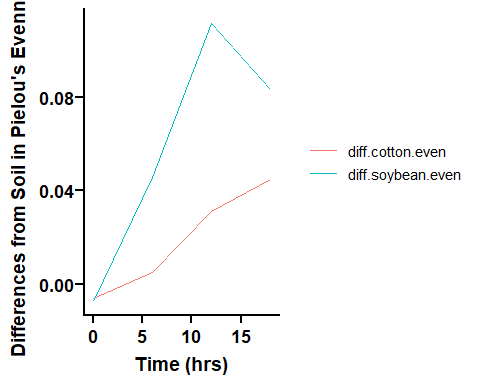 Differences from Soil in Pielou's Evenn
0.08
0.04
0.00
0 5 10 15
Time (hrs)
diff.cotton.even
diff.soybean.even